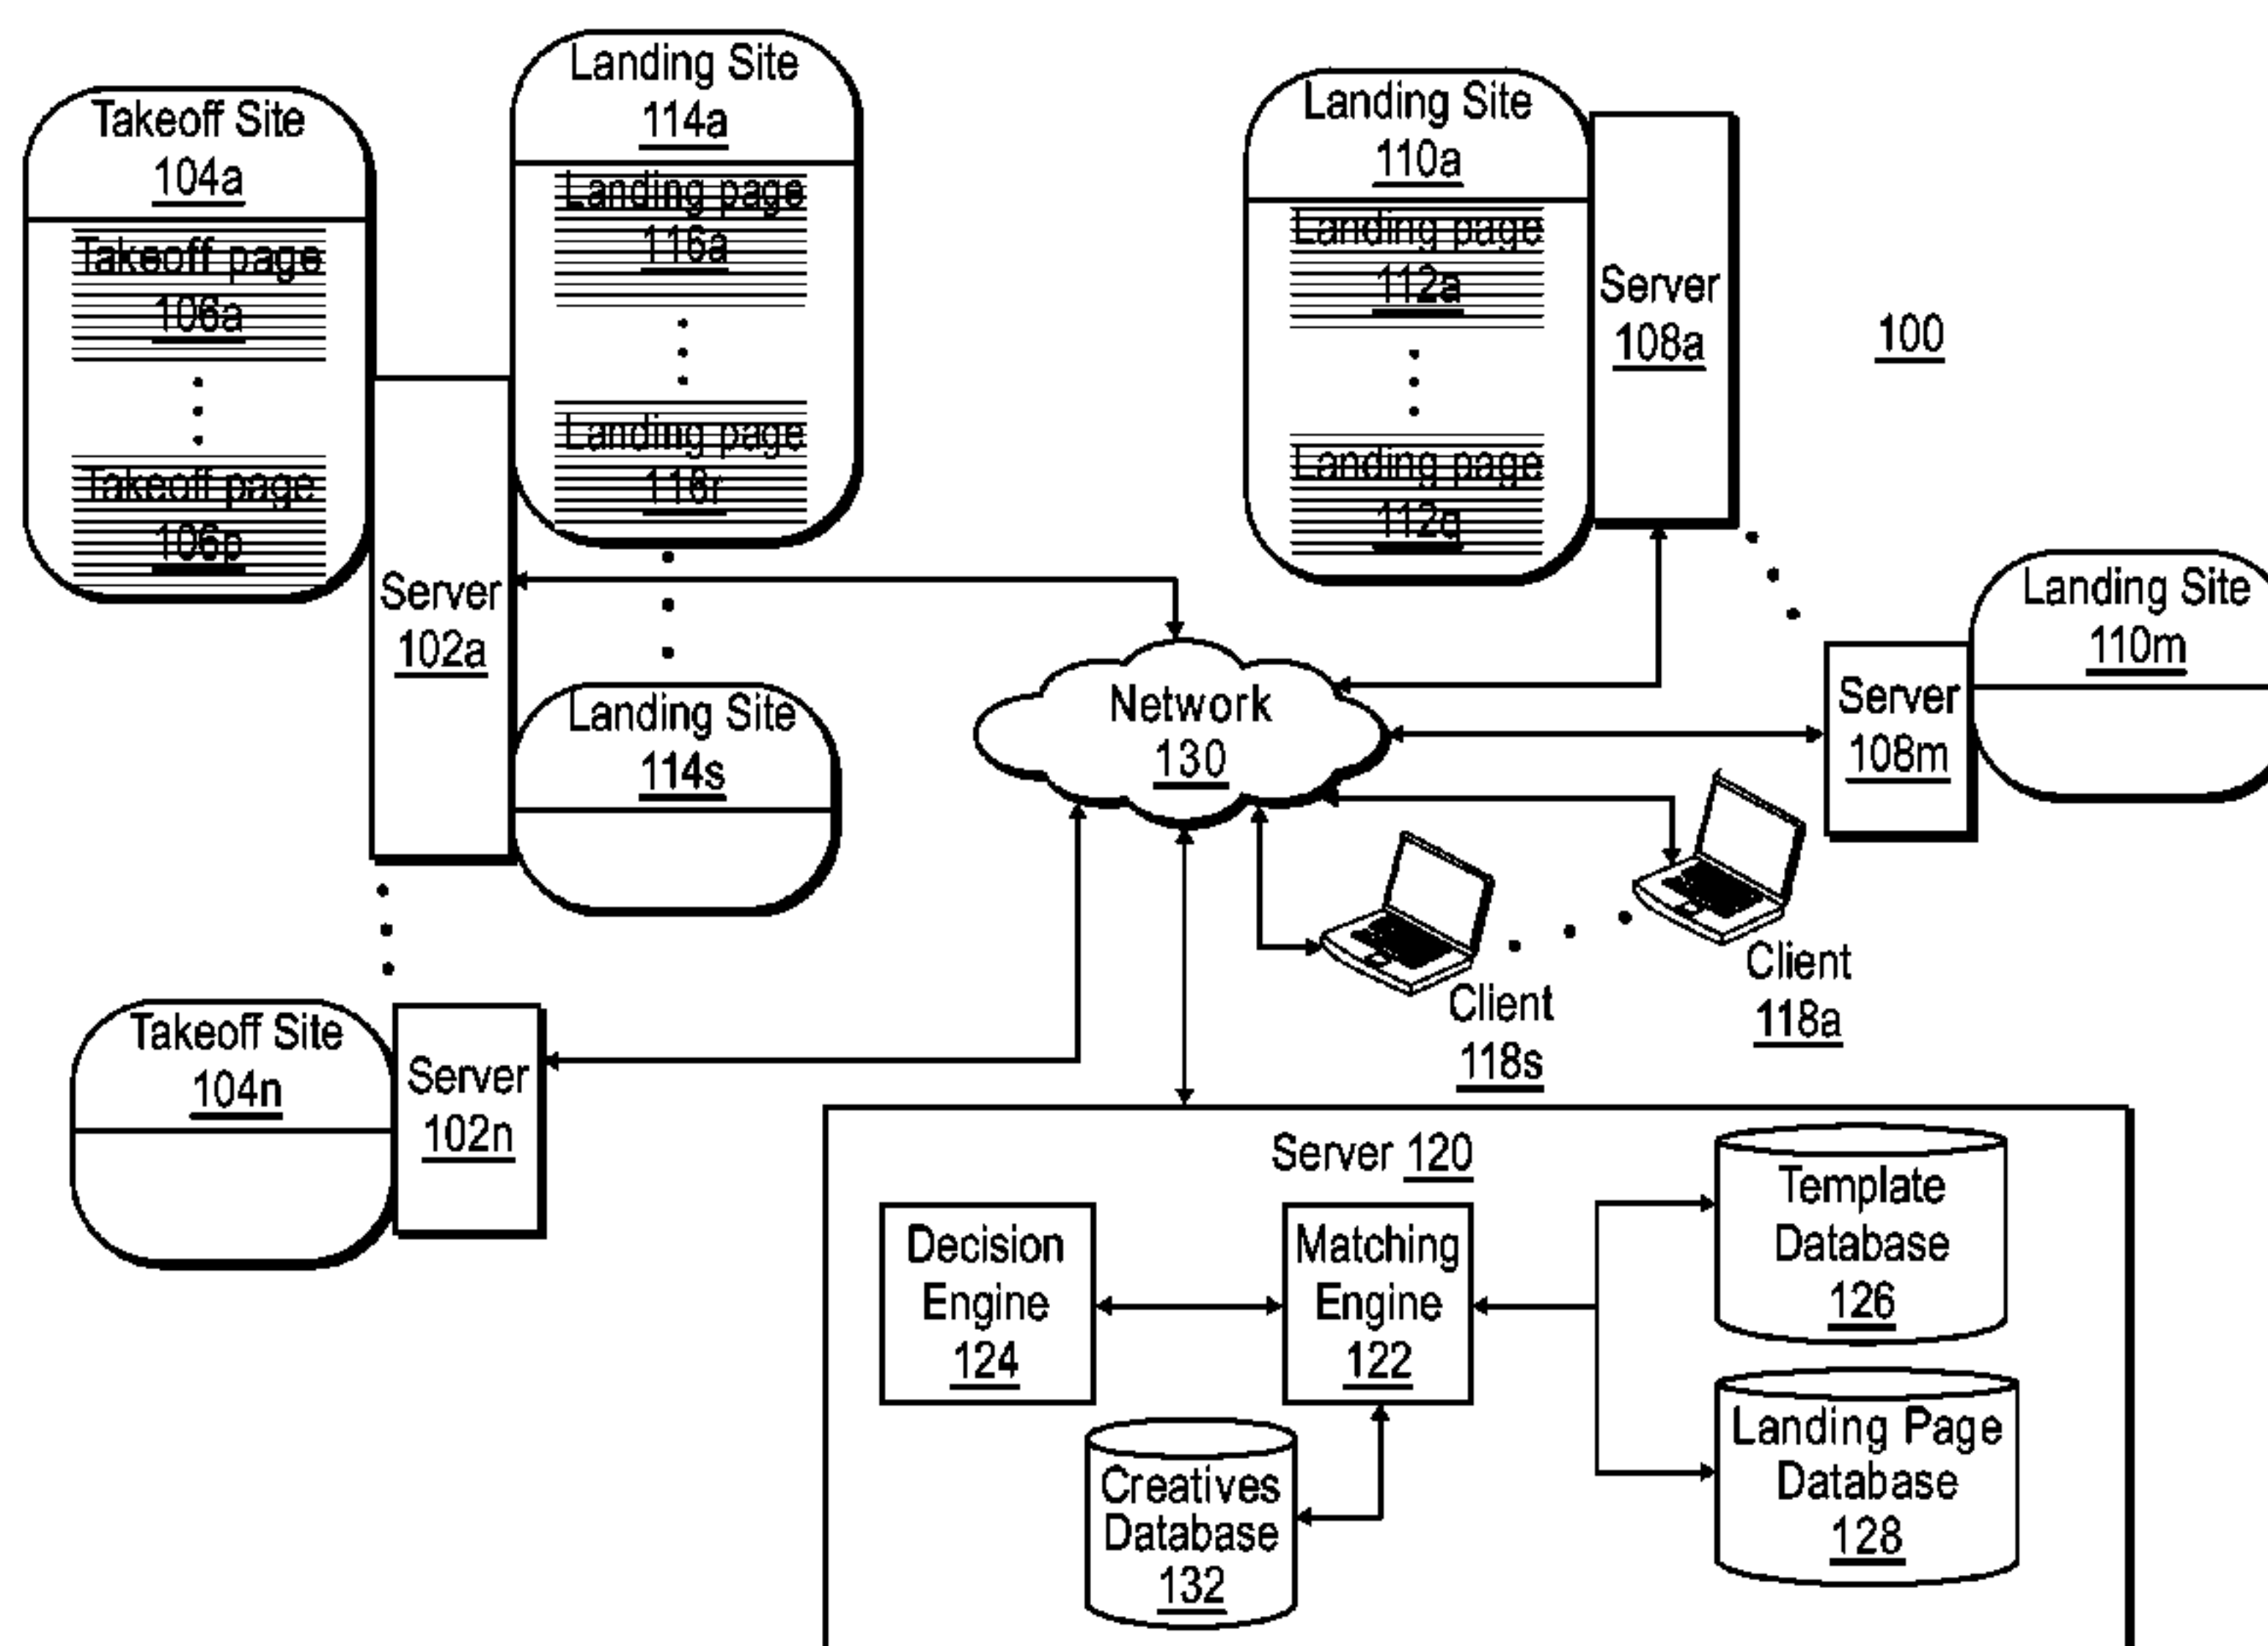 Takeoff Site
104a
Takeoff page
106a
Takeoff page
106p
Landing Site
114a
Landing page
116a
Landing page
116r
Server
102a
Landing Site
114s
Takeoff Site
104n
Server
102n
Landing Site
110a
Landing page
112a
Landing page
112q
Server
108a
100
Landing Site
110m
Server
108m
Network
130
Client
118a
Client
118s
Server 120
Decision
Engine
124
Matching
Engine
122
Template
Database
126
Landing Page
Database
128
Creatives
Database
132